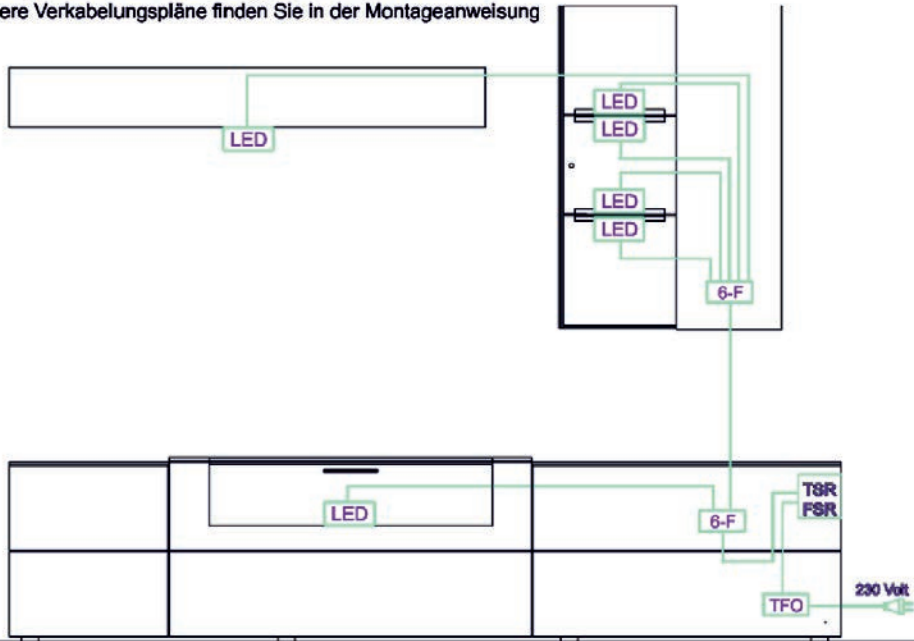 ere Verkabelungspläne finden Sie in der Montageanweisung
LED
LED
LED
LED
LED
6-F
LED
6-F
TSR
FSR
TFO
230 Volt